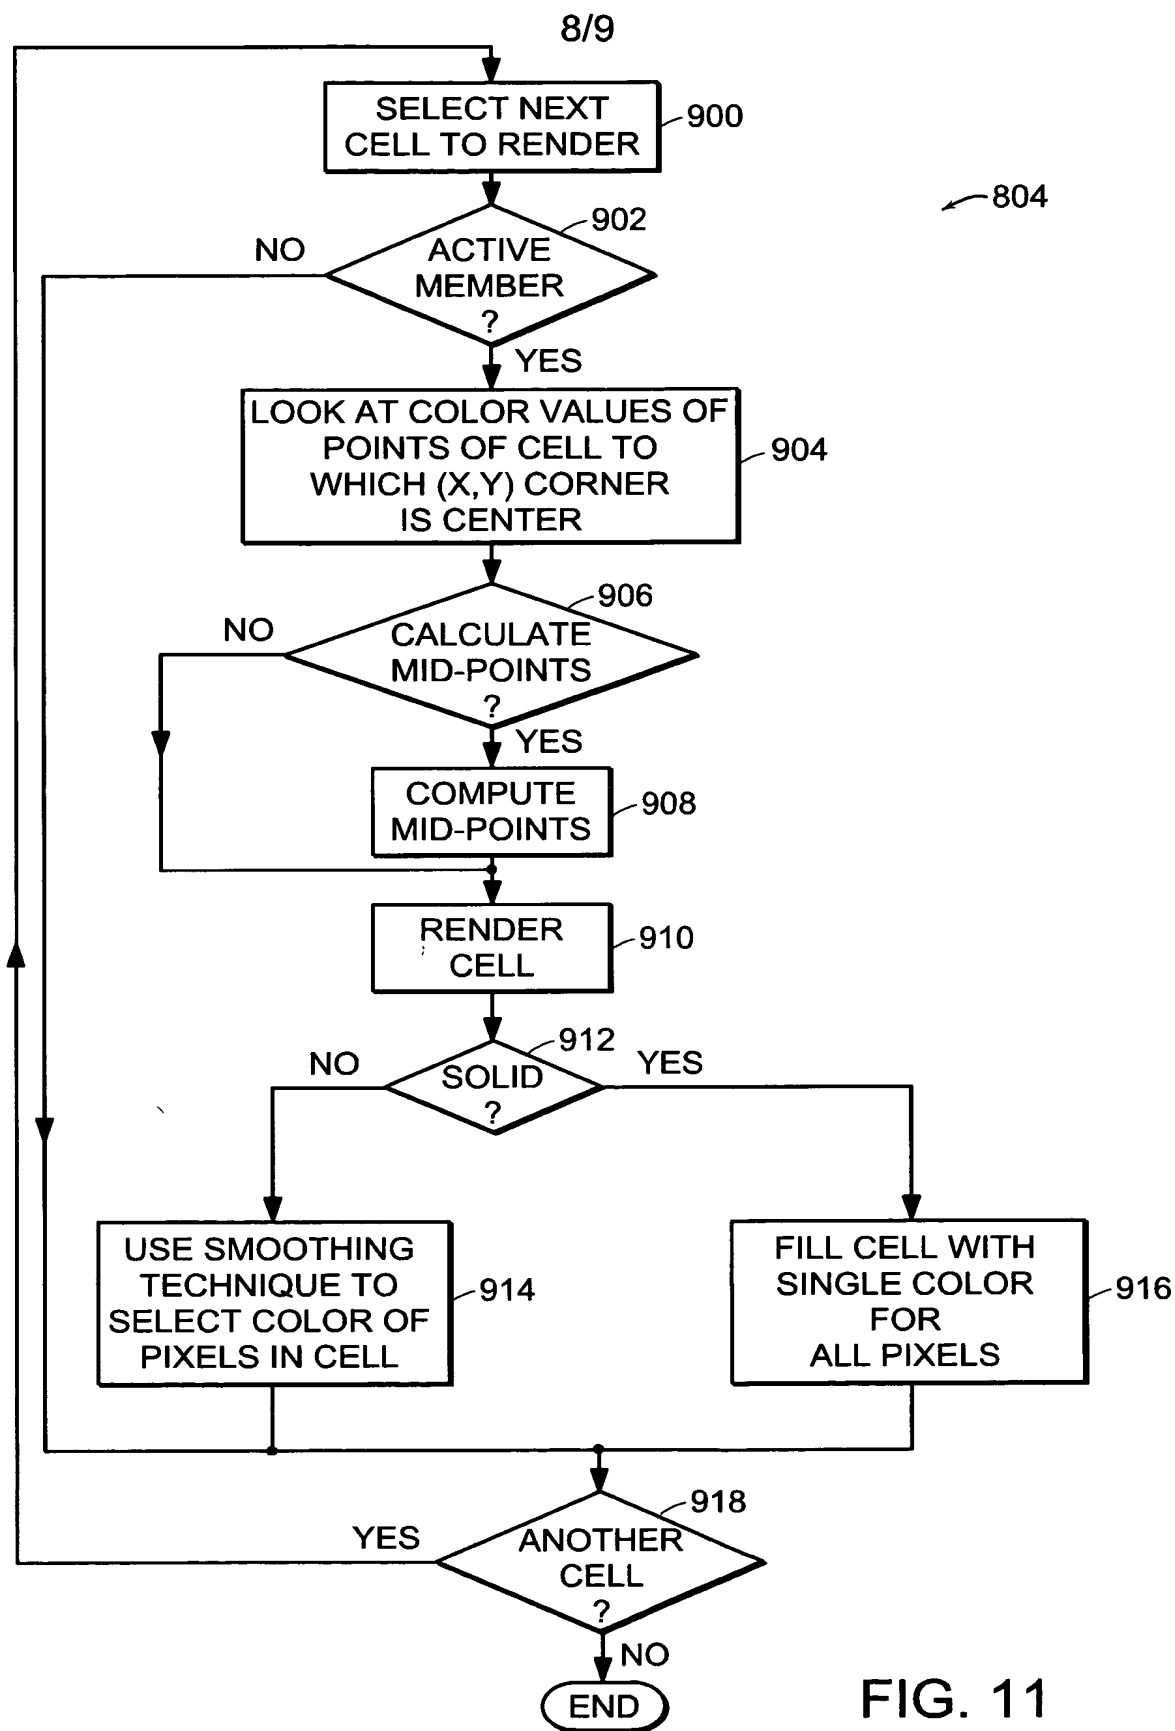 8/9
SELECT NEXT
CELL TO RENDER
900
804
902
NO
ACTIVE
MEMBER
?
YES
LOOK AT COLOR VALUES OF
POINTS OF CELL TO
WHICH (X,Y) CORNER
IS CENTER
904
906
NO
CALCULATE
MID-POINTS
?
YES
COMPUTE
MID-POINTS
908
RENDER
CELL
910
912
NO
SOLID
?
YES
USE SMOOTHING
TECHNIQUE TO
SELECT COLOR OF
PIXELS IN CELL
914
FILL CELL WITH
SINGLE COLOR
FOR
ALL PIXELS
916
918
YES
ANOTHER
CELL
?
NO
END
FIG. 11